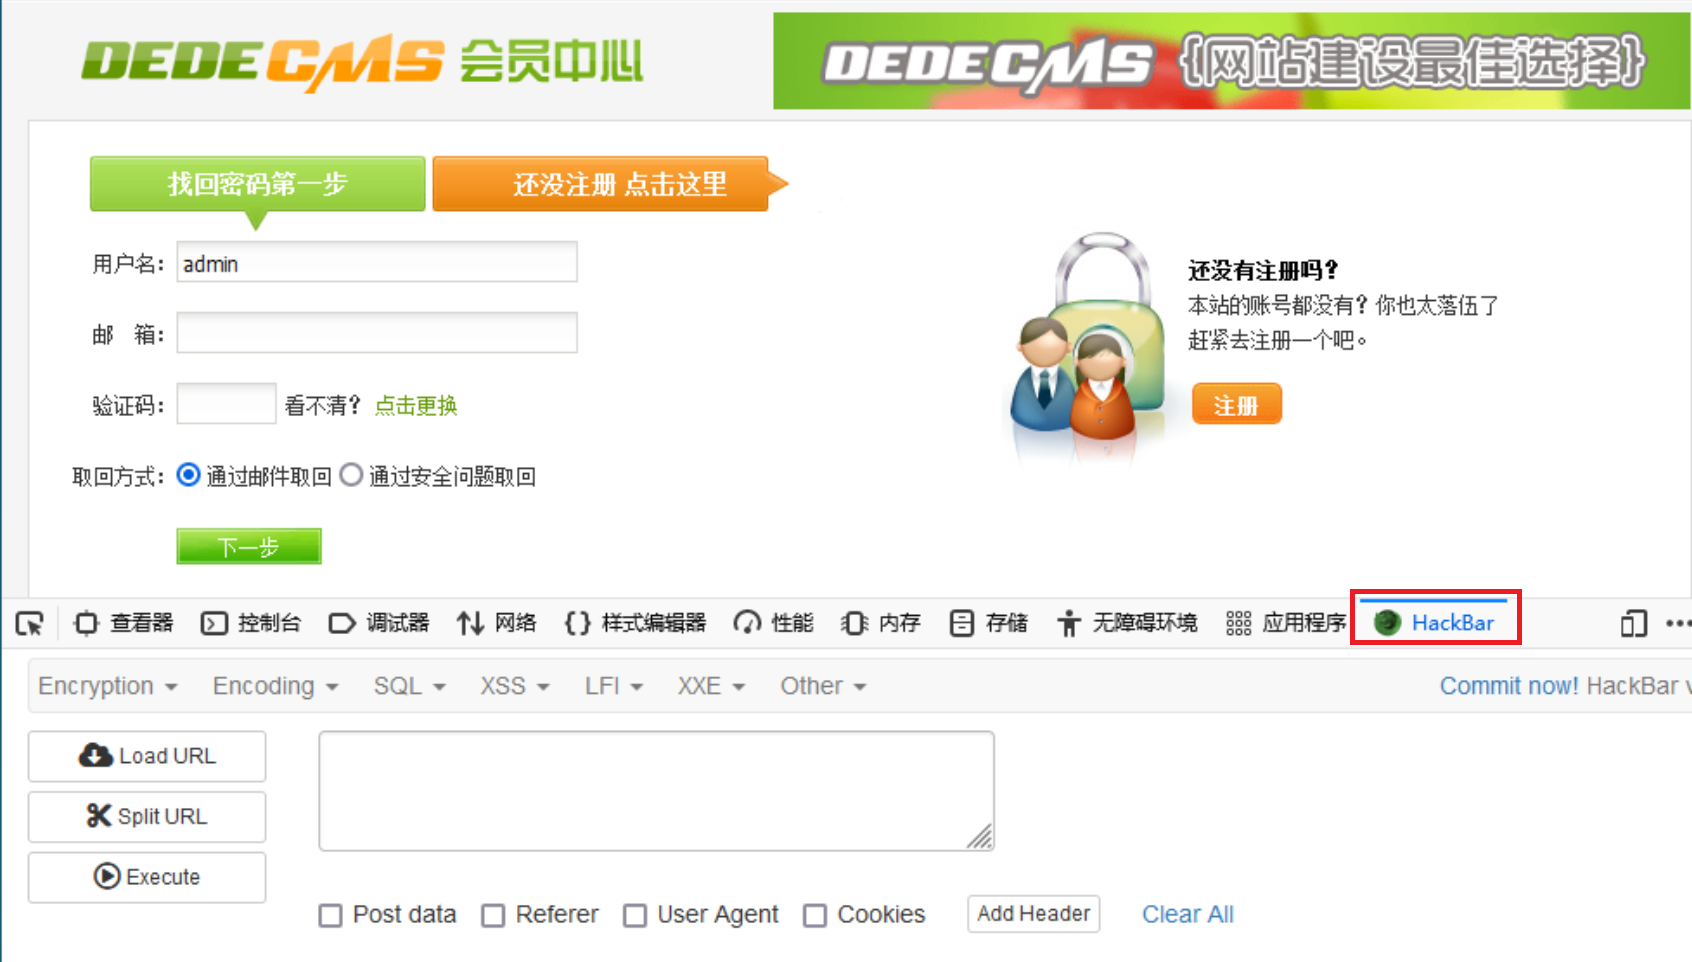 DEDECMS 会员中心
DEDECMS {网站建设最佳选择}
找回密码第一步
还没注册 点击这里
用户名: admin
邮 箱:
验证码: 看不清? 点击更换
取回方式: 通过邮件取回 通过安全问题取回
下一步
还没有注册吗?
本站的账号都没有? 你也太落伍了
赶紧去注册一个吧。
注册
查看器 控制台 调试器 网络 {} 样式编辑器 性能 内存 存储 无障碍环境 应用程序 HackBar
Encryption Encoding SQL XSS LFI XXE Other Commit now! HackBar v
Load URL
Split URL
Execute
Post data Referer User Agent Cookies Add Header Clear All